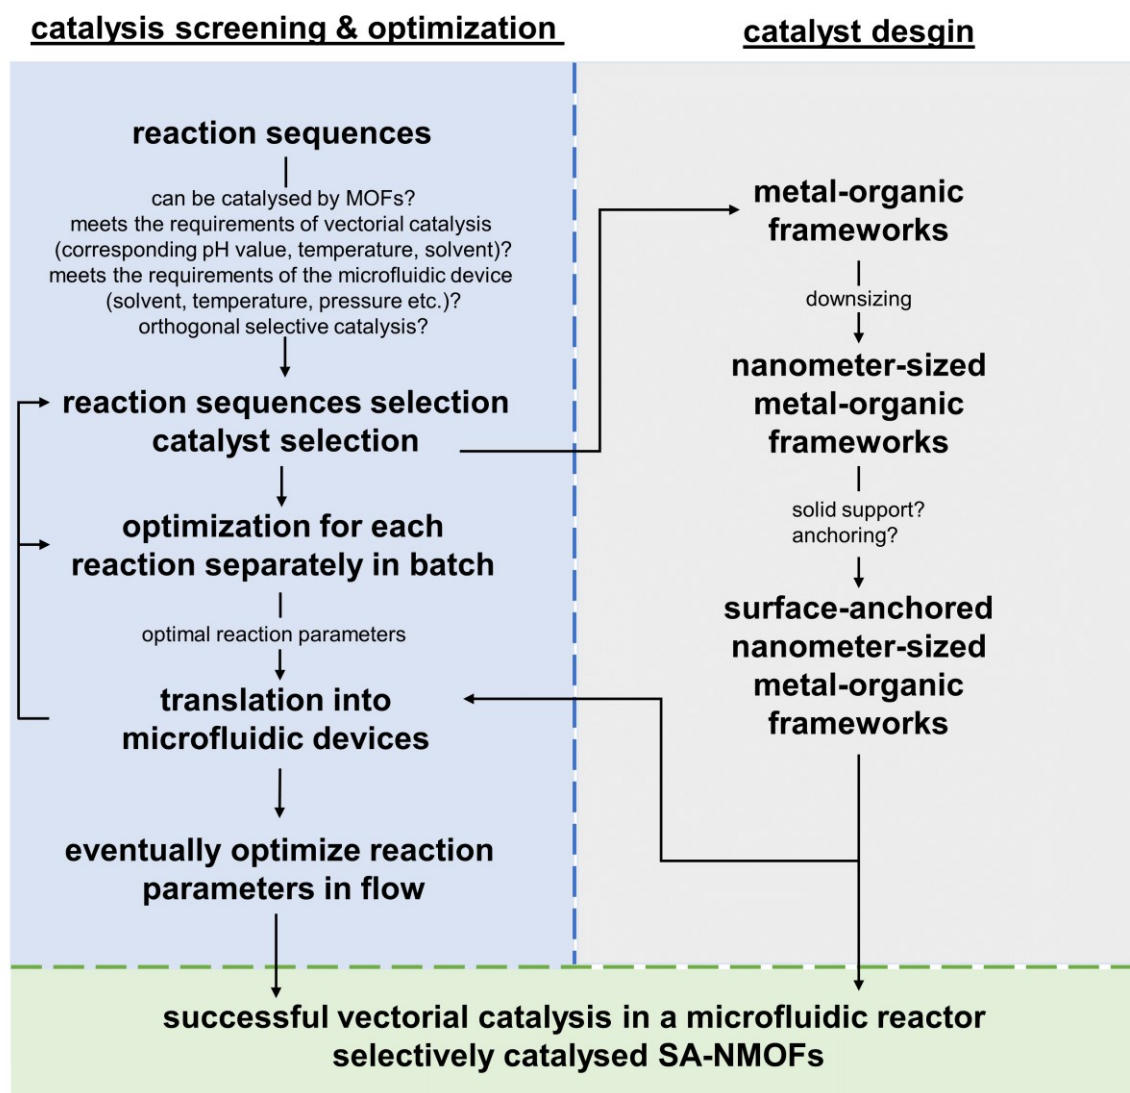 catalysis screening & optimization
reaction sequences
can be catalysed by MOFs?
meets the requirements of vectorial catalysis
(corresponding pH value, temperature, solvent)?
meets the requirements of the microfluidic device
(solvent, temperature, pressure etc.)?
orthogonal selective catalysis?
reaction sequences selection
catalyst selection
optimization for each
reaction separately in batch
optimal reaction parameters
translation into
microfluidic devices
eventually optimize reaction
parameters in flow
catalyst desgin
metal-organic
frameworks
downsizing
nanometer-sized
metal-organic
frameworks
solid support?
anchoring?
surface-anchored
nanometer-sized
metal-organic
frameworks
successful vectorial catalysis in a microfluidic reactor
selectively catalysed SA-NMOFs